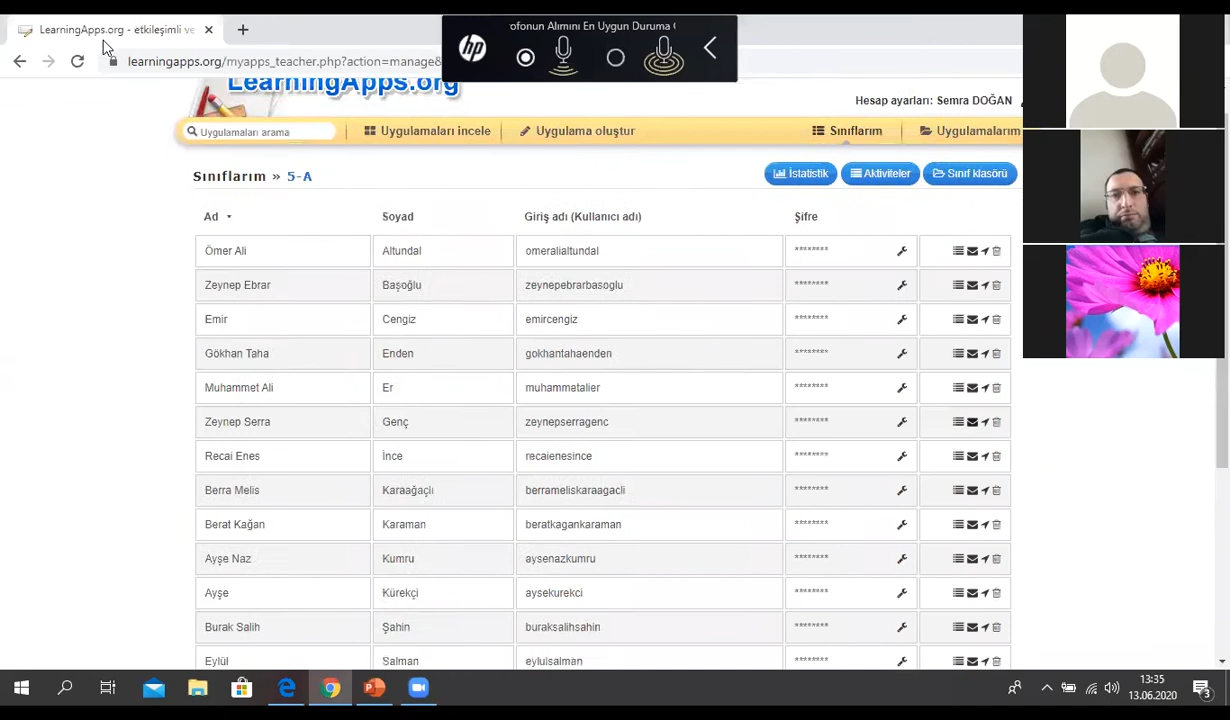 LearningApps.org - etkileşimli ve
ofonun Alımını En Uygun Duruma
hp
learningapps.org/myapps_teacher.php?action=manage&
LearningApps.org
Hesap ayarları: Semra DOĞAN
Uygulamaları arama
Uygulamaları incele
Uygulama oluştur
Sınıflarım
Uygulamalarım
Sınıflarım » 5-A
İstatistik
Aktiviteler
Sınıf klasörü
Ad Soyad Giriş adı (Kullanıcı adı) Şifre
Ömer Ali Altundal omeralialtundal ********
Zeynep Ebrar Başoğlu zeynepebrarbasoglu ********
Emir Cengiz emircengiz ********
Gökhan Taha Enden gokhantahaenden ********
Muhammet Ali Er muhammetalier ********
Zeynep Serra Genç zeynepserragenc ********
Recai Enes İnce recaienesince ********
Berra Melis Karaağaçlı berrameliskaraagacli ********
Berat Kağan Karaman beratkagankaraman ********
Ayşe Naz Kumru aysenazkumru ********
Ayşe Kürekçi aysekurekci ********
Burak Salih Şahin buraksalihsahin ********
Eylül Salman eylulsalman ********
13:35
13.06.2020
3